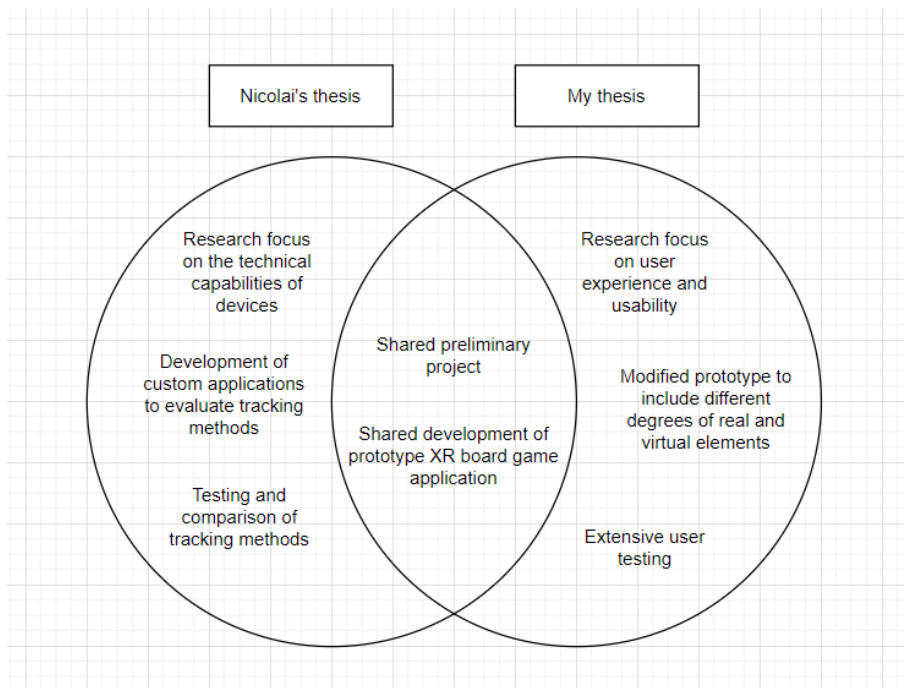 Nicolai's thesis
My thesis
Research focus
on the technical
capabilities of
devices
Development of
custom applications
to evaluate tracking
methods
Testing and
comparison of
tracking methods
Shared preliminary
project
Shared development of
prototype XR board game
application
Research focus
on user
experience and
usability
Modified prototype to
include different
degrees of real and
virtual elements
Extensive user
testing